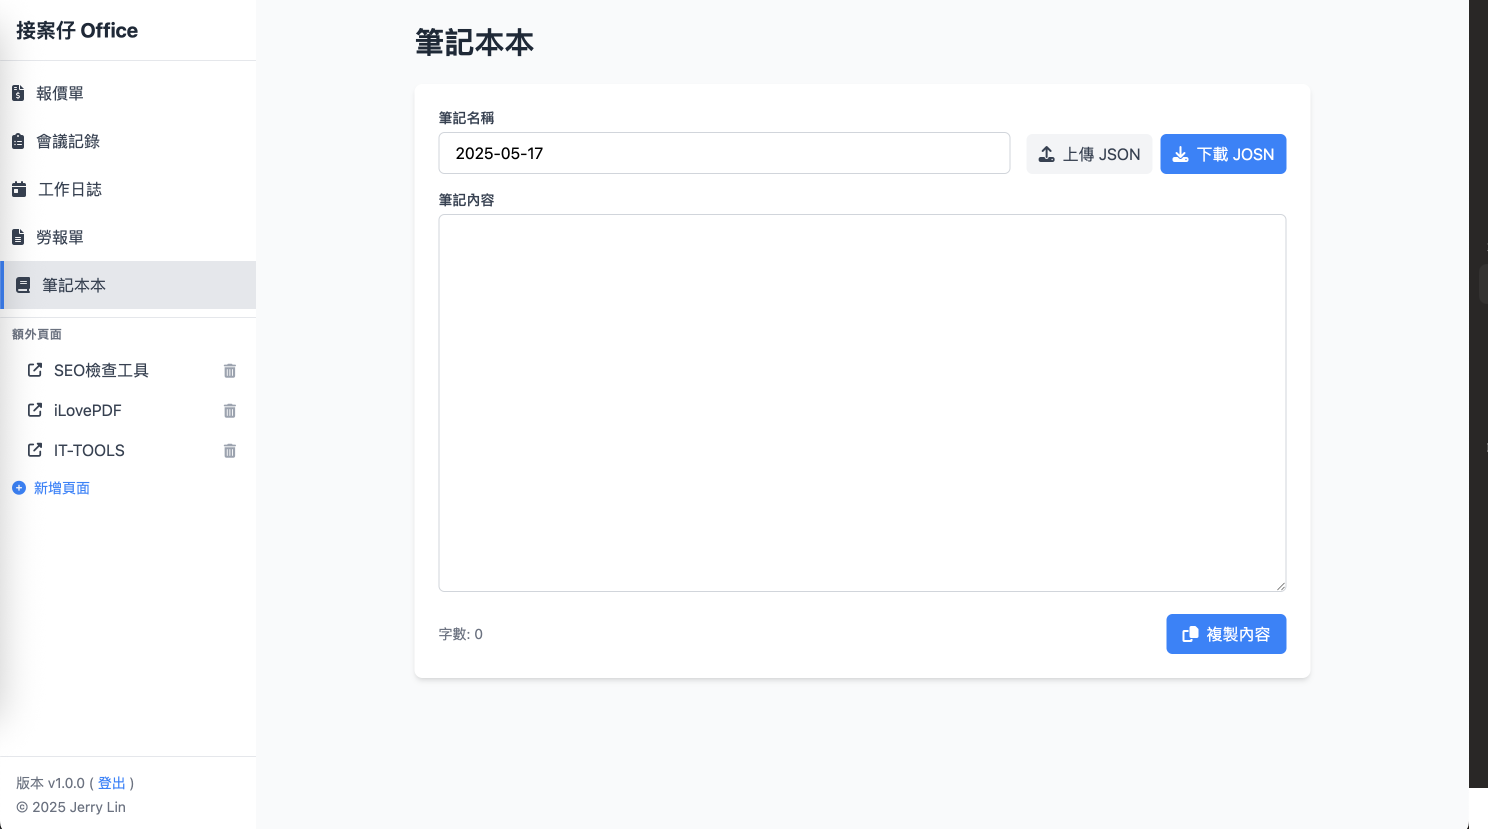 接案仔 Office
報價單
會議記錄
工作日誌
勞報單
筆記本本
額外頁面
SEO檢查工具
iLovePDF
IT-TOOLS
新增頁面
版本 v1.0.0 ( 登出 )
© 2025 Jerry Lin
筆記本本
筆記名稱
2025-05-17
上傳 JSON
下載 JOSN
筆記內容
字數: 0
複製內容